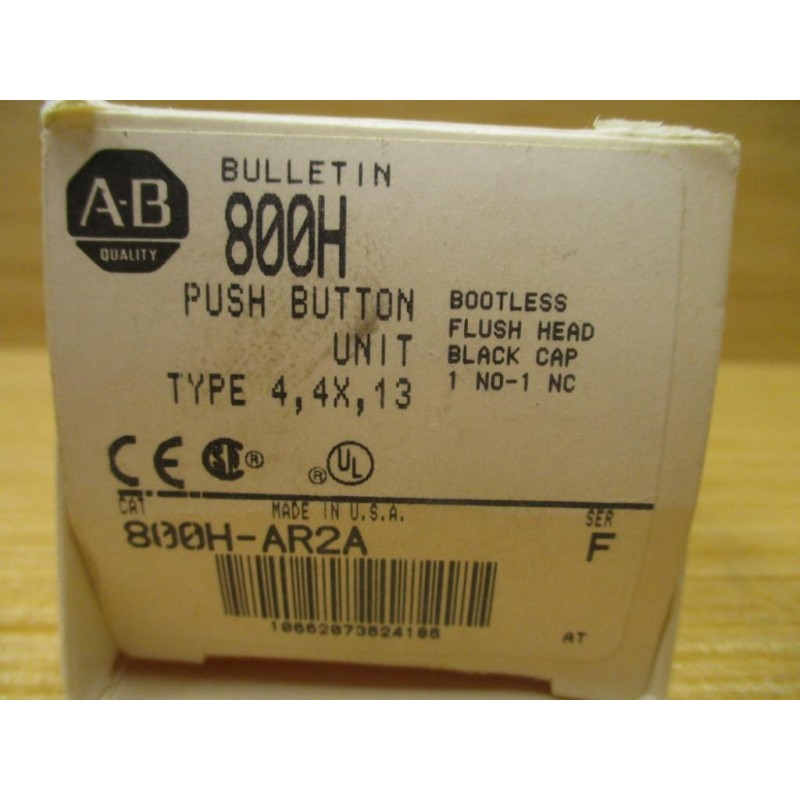 A-B
QUALITY
BULLETIN
800H
PUSH BUTTON
UNIT
TYPE 4,4X,13
BOOTLESS
FLUSH HEAD
BLACK CAP
1 NO-1 NC
CE SA® ®UL
CAT
MADE IN U.S.A.
SER
800H-AR2A
F
10662073624186
AT